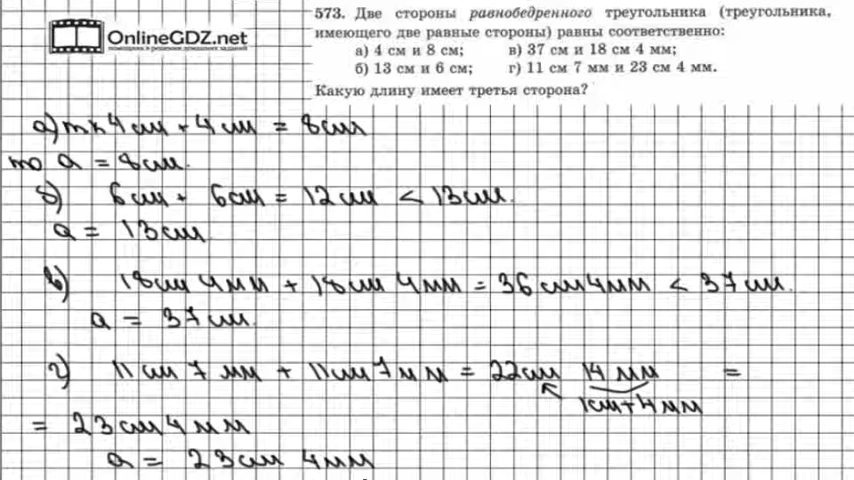 OnlineGDZ.net
помощники в решении домашних заданий
573. Две стороны равнобедренного треугольника (треугольника,
имеющего две равные стороны) равны соответственно:
а) 4 см и 8 см; в) 37 см и 18 см 4 мм;
б) 13 см и 6 см; г) 11 см 7 мм и 23 см 4 мм.
Какую длину имеет третья сторона?
а) т.к 4 см + 4 см = 8 см
то a = 8 см.
б) 6 см + 6 см = 12 см < 13 см.
a = 13 см.
в) 18 см 4 мм + 18 см 4 мм = 36 см 4 мм < 37 см.
a = 37 см.
г) 11 см 7 мм + 11 см 7 мм = 22 см 14 мм =
1 см + 4 мм
= 23 см 4 мм
a = 23 см 4 мм